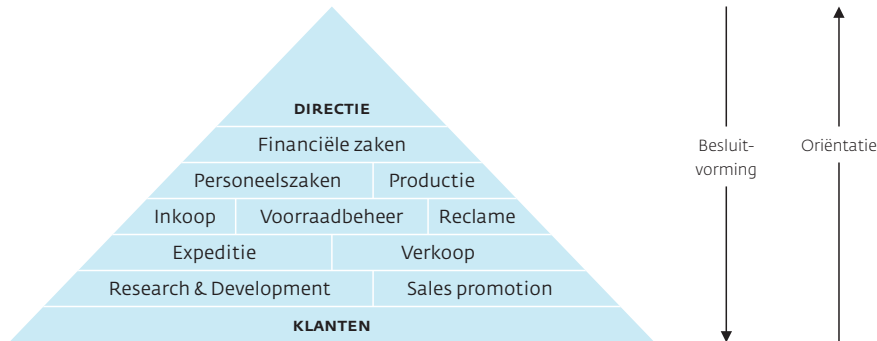 DIRECTIE
Financiële zaken
Personeelszaken Productie
Inkoop Voorraadbeheer Reclame
Expeditie Verkoop
Research & Development Sales promotion
KLANTEN
Besluit-
vorming
Oriëntatie